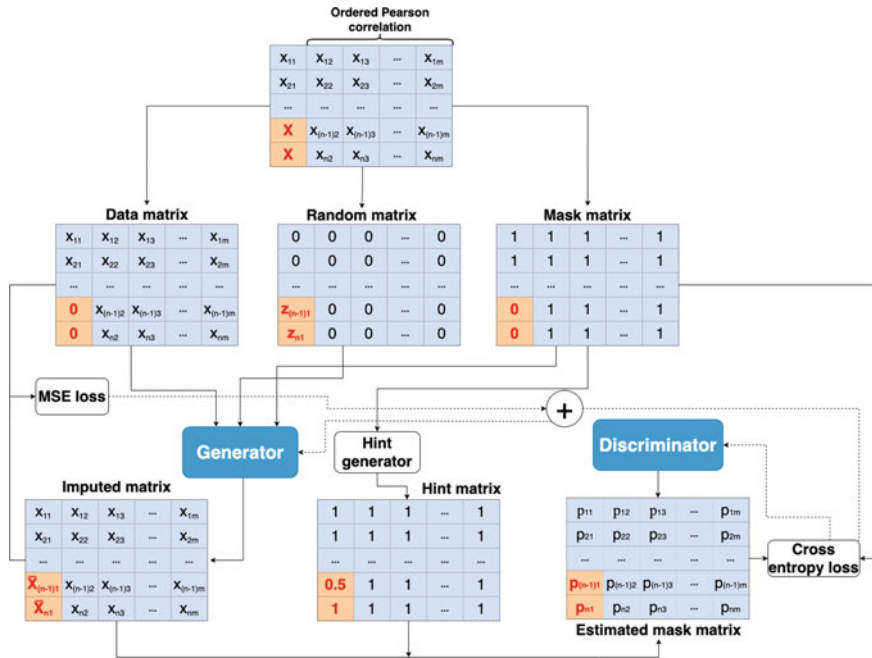 Ordered Pearson
correlation
x11 x12 x13 ... x1m
x21 x22 x23 ... x2m
... ... ... ... ...
X x(n-1)2 x(n-1)3 ... x(n-1)m
X xn2 xn3 ... xnm
Data matrix
x11 x12 x13 ... x1m
x21 x22 x23 ... x2m
... ... ... ... ...
0 x(n-1)2 x(n-1)3 ... x(n-1)m
0 xn2 xn3 ... xnm
Random matrix
0 0 0 ... 0
0 0 0 ... 0
... ... ... ... ...
z(n-1)1 0 0 ... 0
zn1 0 0 ... 0
Mask matrix
1 1 1 ... 1
1 1 1 ... 1
... ... ... ... ...
0 1 1 ... 1
0 1 1 ... 1
MSE loss
+
Generator
Hint
generator
Discriminator
Imputed matrix
x11 x12 x13 ... x1m
x21 x22 x23 ... x2m
... ... ... ... ...
X̅(n-1)1 x(n-1)2 x(n-1)3 ... x(n-1)m
X̅n1 xn2 xn3 ... xnm
Hint matrix
1 1 1 ... 1
1 1 1 ... 1
... ... ... ... ...
0.5 1 1 ... 1
1 1 1 ... 1
p11 p12 p13 ... p1m
p21 p22 p23 ... p2m
... ... ... ... ...
p(n-1)1 p(n-1)2 p(n-1)3 ... p(n-1)m
pn1 pn2 pn3 ... pnm
Estimated mask matrix
Cross
entropy loss